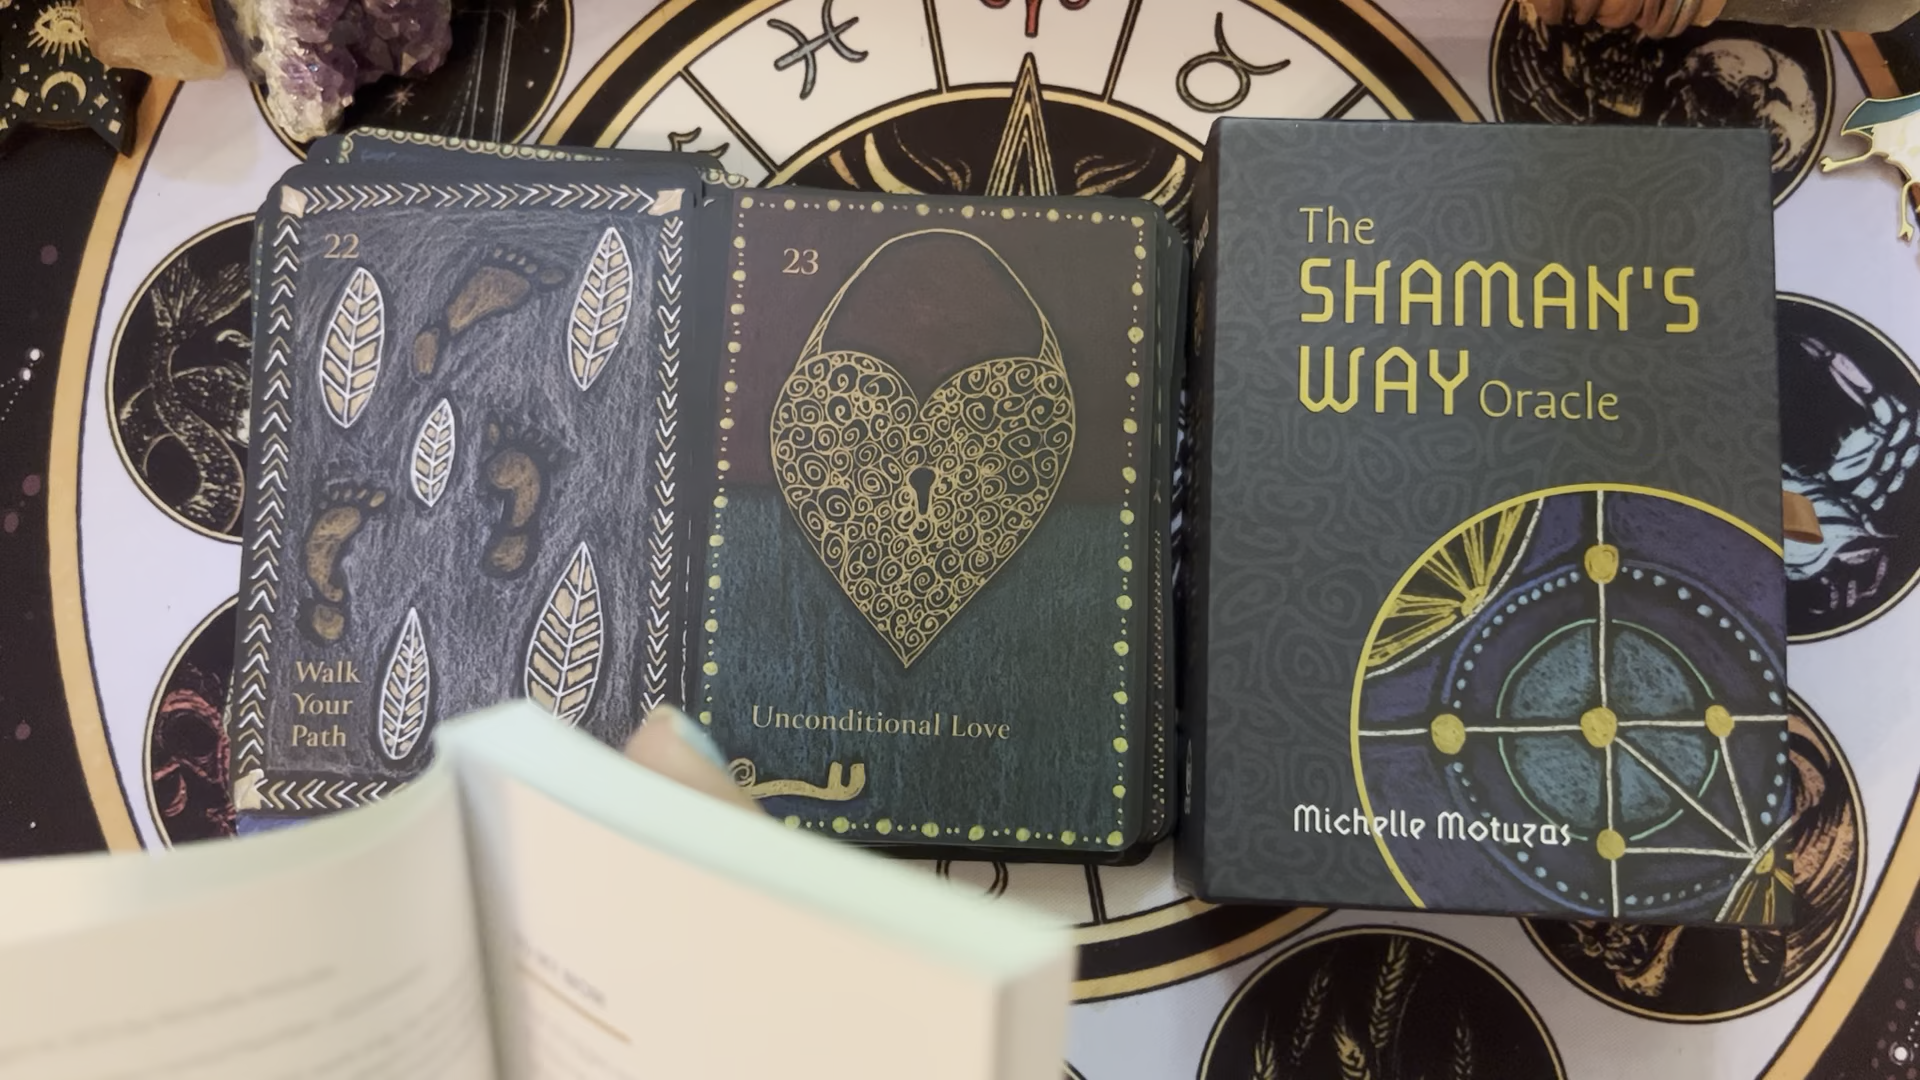 22
Walk
Your
Path
23
Unconditional Love
The
SHAMAN'S
WAY Oracle
Michelle Motuzas